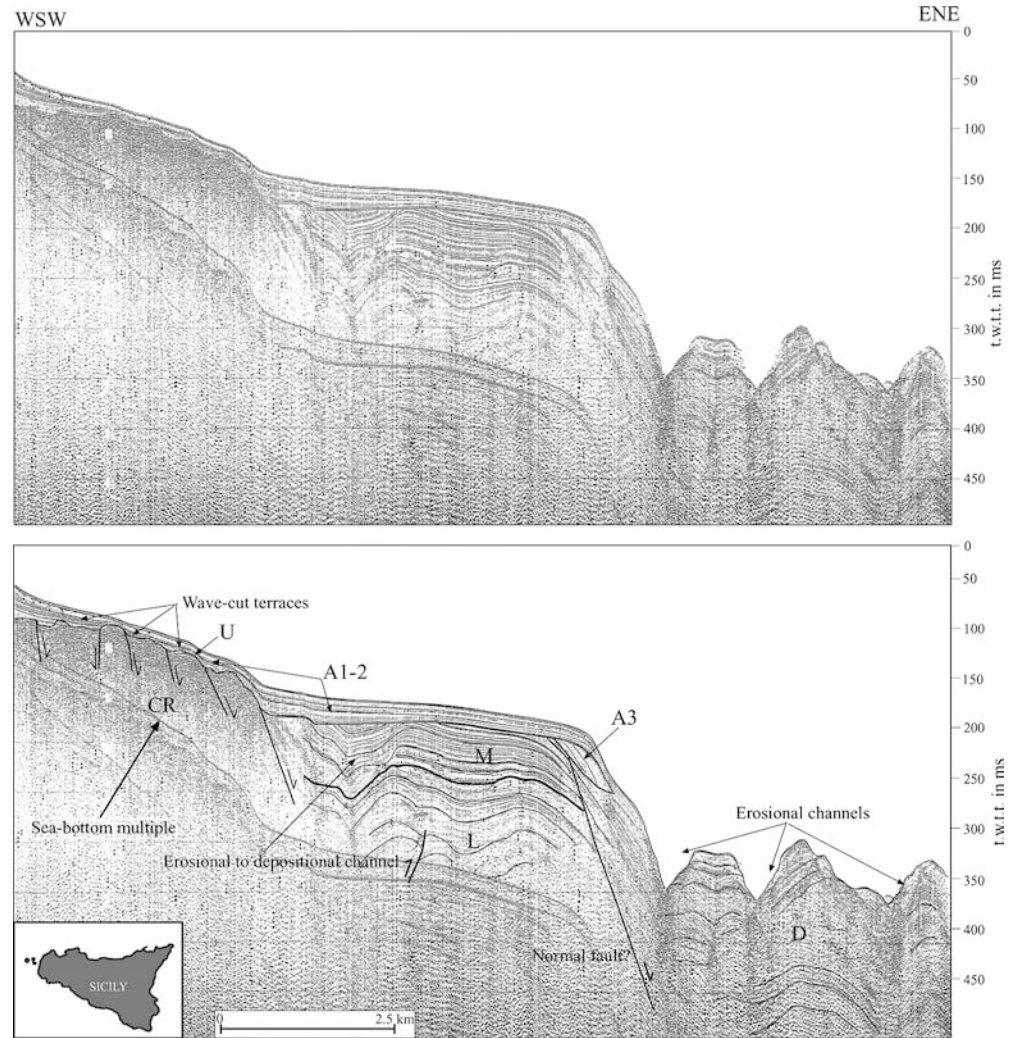 WSW ENE
0
50
100
150
200
250
300
350
400
450
t.w.t.t. in ms
0
50
100
150
200
250
300
350
400
450
t.w.t.t. in ms
Wave-cut terraces
U
A1-2
CR
A3
M
Sea-bottom multiple
Erosional channels
L
Erosional to depositional channel
D
Normal fault?
SICILY
0 2.5 km